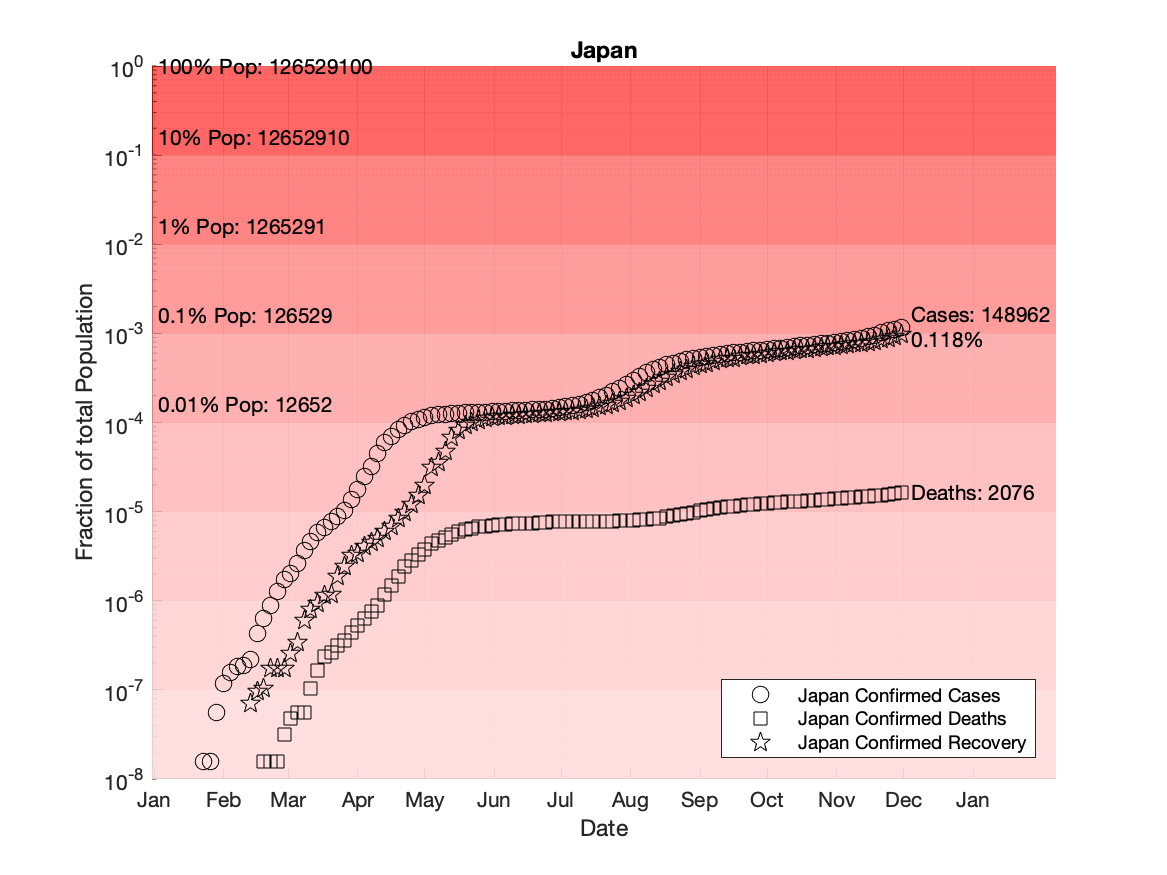 Japan
10^0
100% Pop: 126529100
10% Pop: 12652910
10^-1
1% Pop: 1265291
10^-2
0.1% Pop: 126529
Cases: 148962
10^-3
0.118%
0.01% Pop: 12652
10^-4
Deaths: 2076
10^-5
10^-6
10^-7
10^-8
Fraction of total Population
Japan Confirmed Cases
Japan Confirmed Deaths
Japan Confirmed Recovery
Jan Feb Mar Apr May Jun Jul Aug Sep Oct Nov Dec Jan
Date